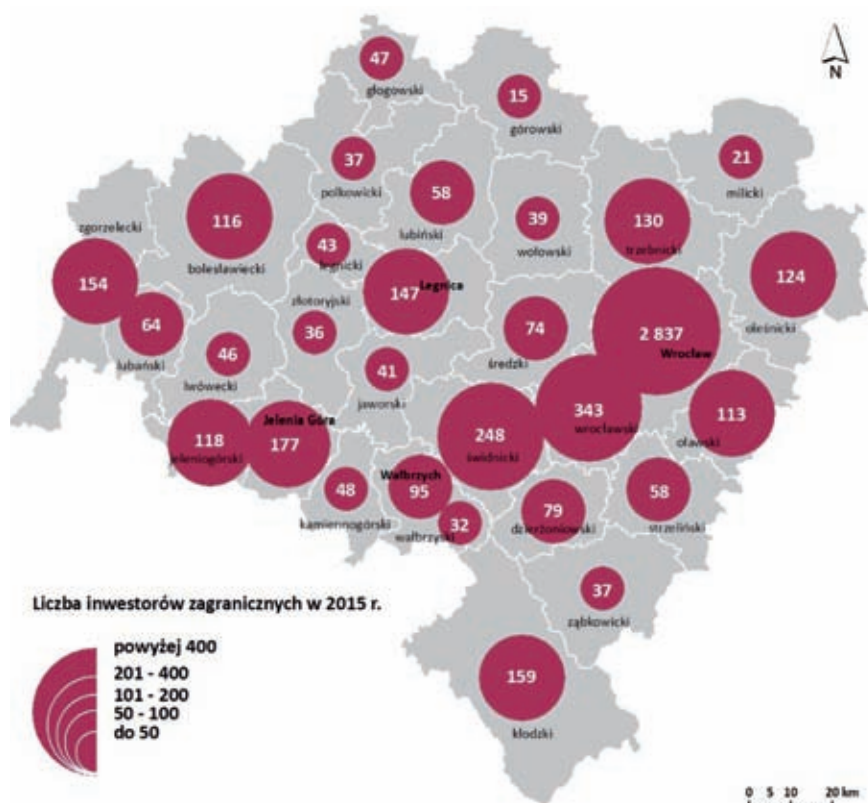 N
47
głogowski
15
górowski
37
polkowicki
21
milicki
58
lubiński
39
wołowski
130
trzebnicki
zgorzelecki
116
bolesławiecki
43
legnicki
154
147
Legnica
124
oleśnicki
64
lubański
złotoryjski
36
74
średzki
2 837
Wrocław
46
lwówecki
41
jaworski
343
wrocławski
113
oławski
Jelenia Góra
118
jeleniogórski
177
248
świdnicki
Wałbrzych
95
48
kamiennogórski
32
wałbrzyski
79
dzierżoniowski
58
strzeliński
37
ząbkowicki
159
kłodzki
Liczba inwestorów zagranicznych w 2015 r.
powyżej 400
201 - 400
101 - 200
50 - 100
do 50
0 5 10 20 km